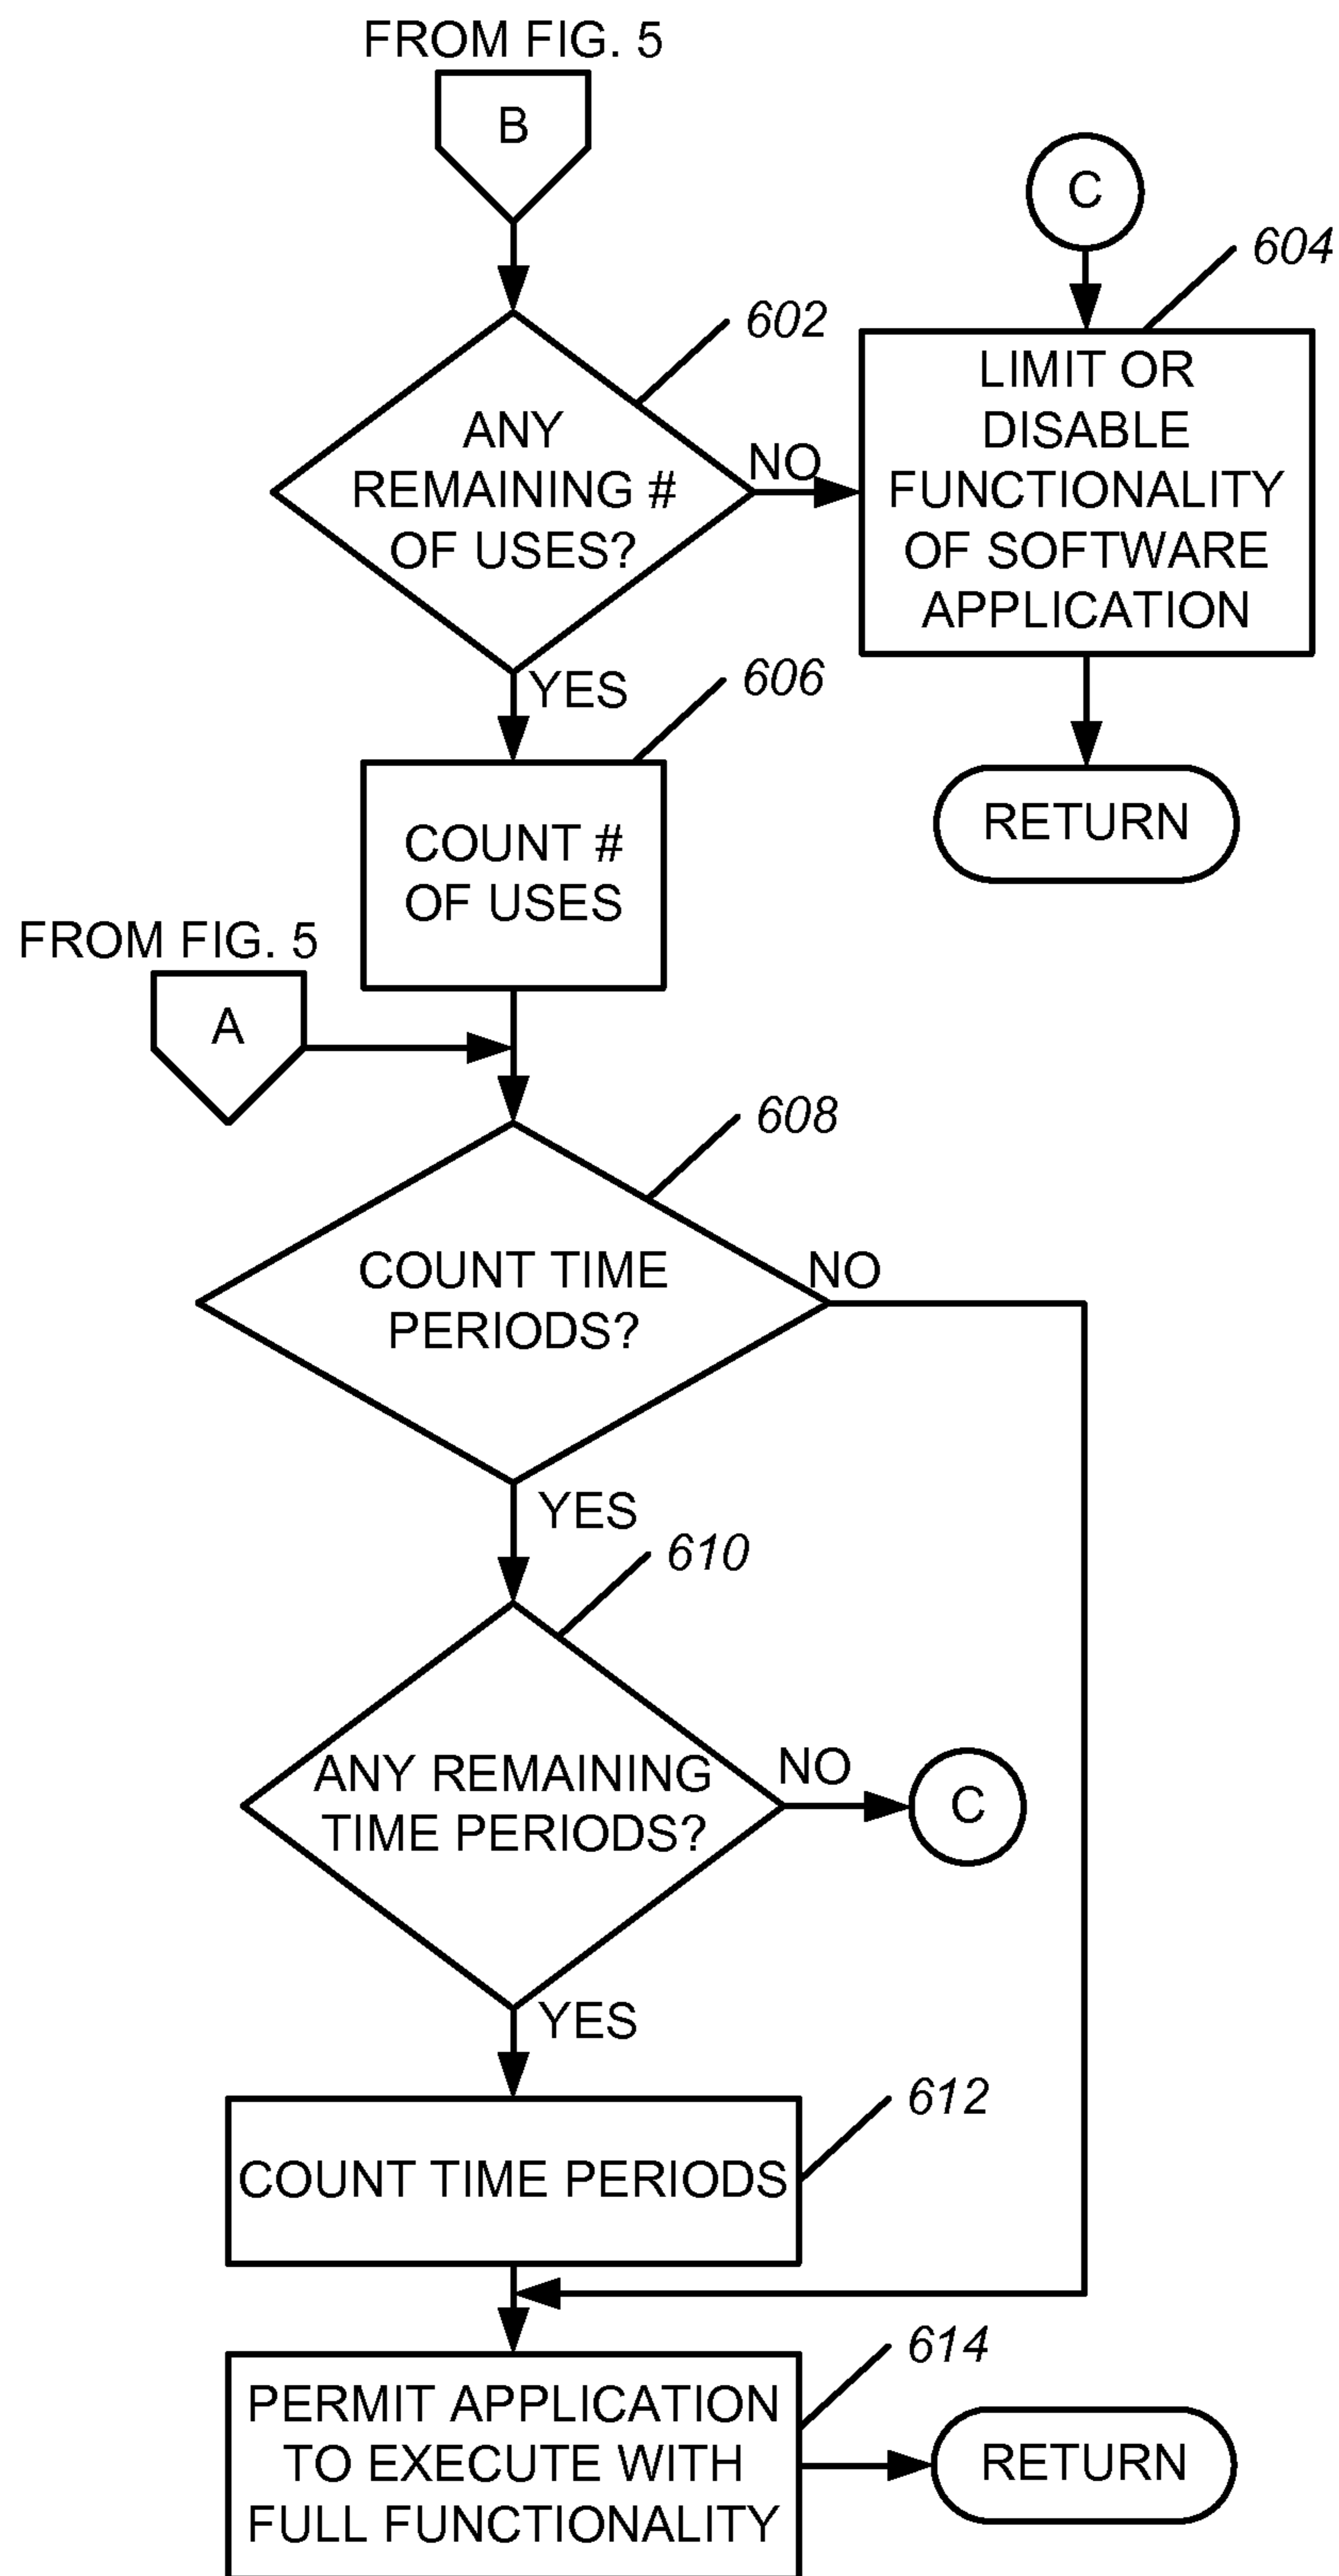 FROM FIG. 5
B
C
604
602
LIMIT OR
DISABLE
FUNCTIONALITY
OF SOFTWARE
APPLICATION
ANY
REMAINING #
OF USES?
NO
YES
606
RETURN
COUNT #
OF USES
FROM FIG. 5
A
608
COUNT TIME
PERIODS?
NO
YES
610
ANY REMAINING
TIME PERIODS?
NO
C
YES
612
COUNT TIME PERIODS
614
PERMIT APPLICATION
TO EXECUTE WITH
FULL FUNCTIONALITY
RETURN